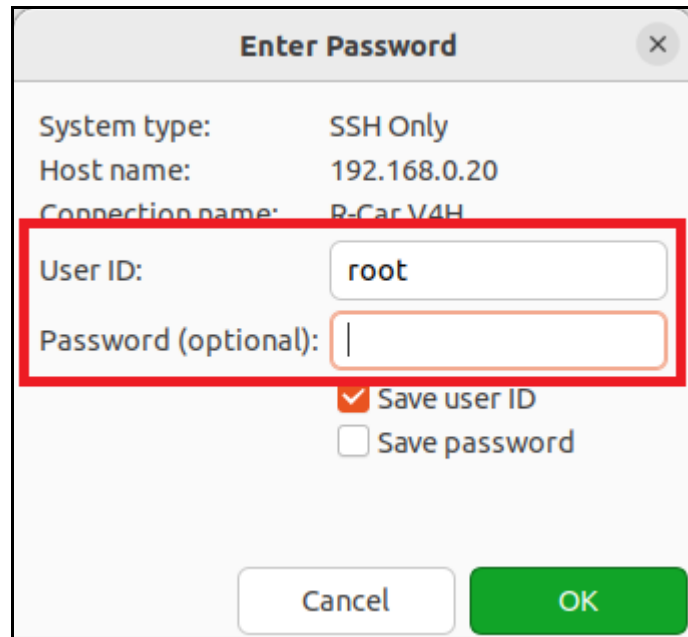 Enter Password
System type: SSH Only
Host name: 192.168.0.20
Connection name: R-Car V4H
User ID: root
Password (optional):
Save user ID
Save password
Cancel OK